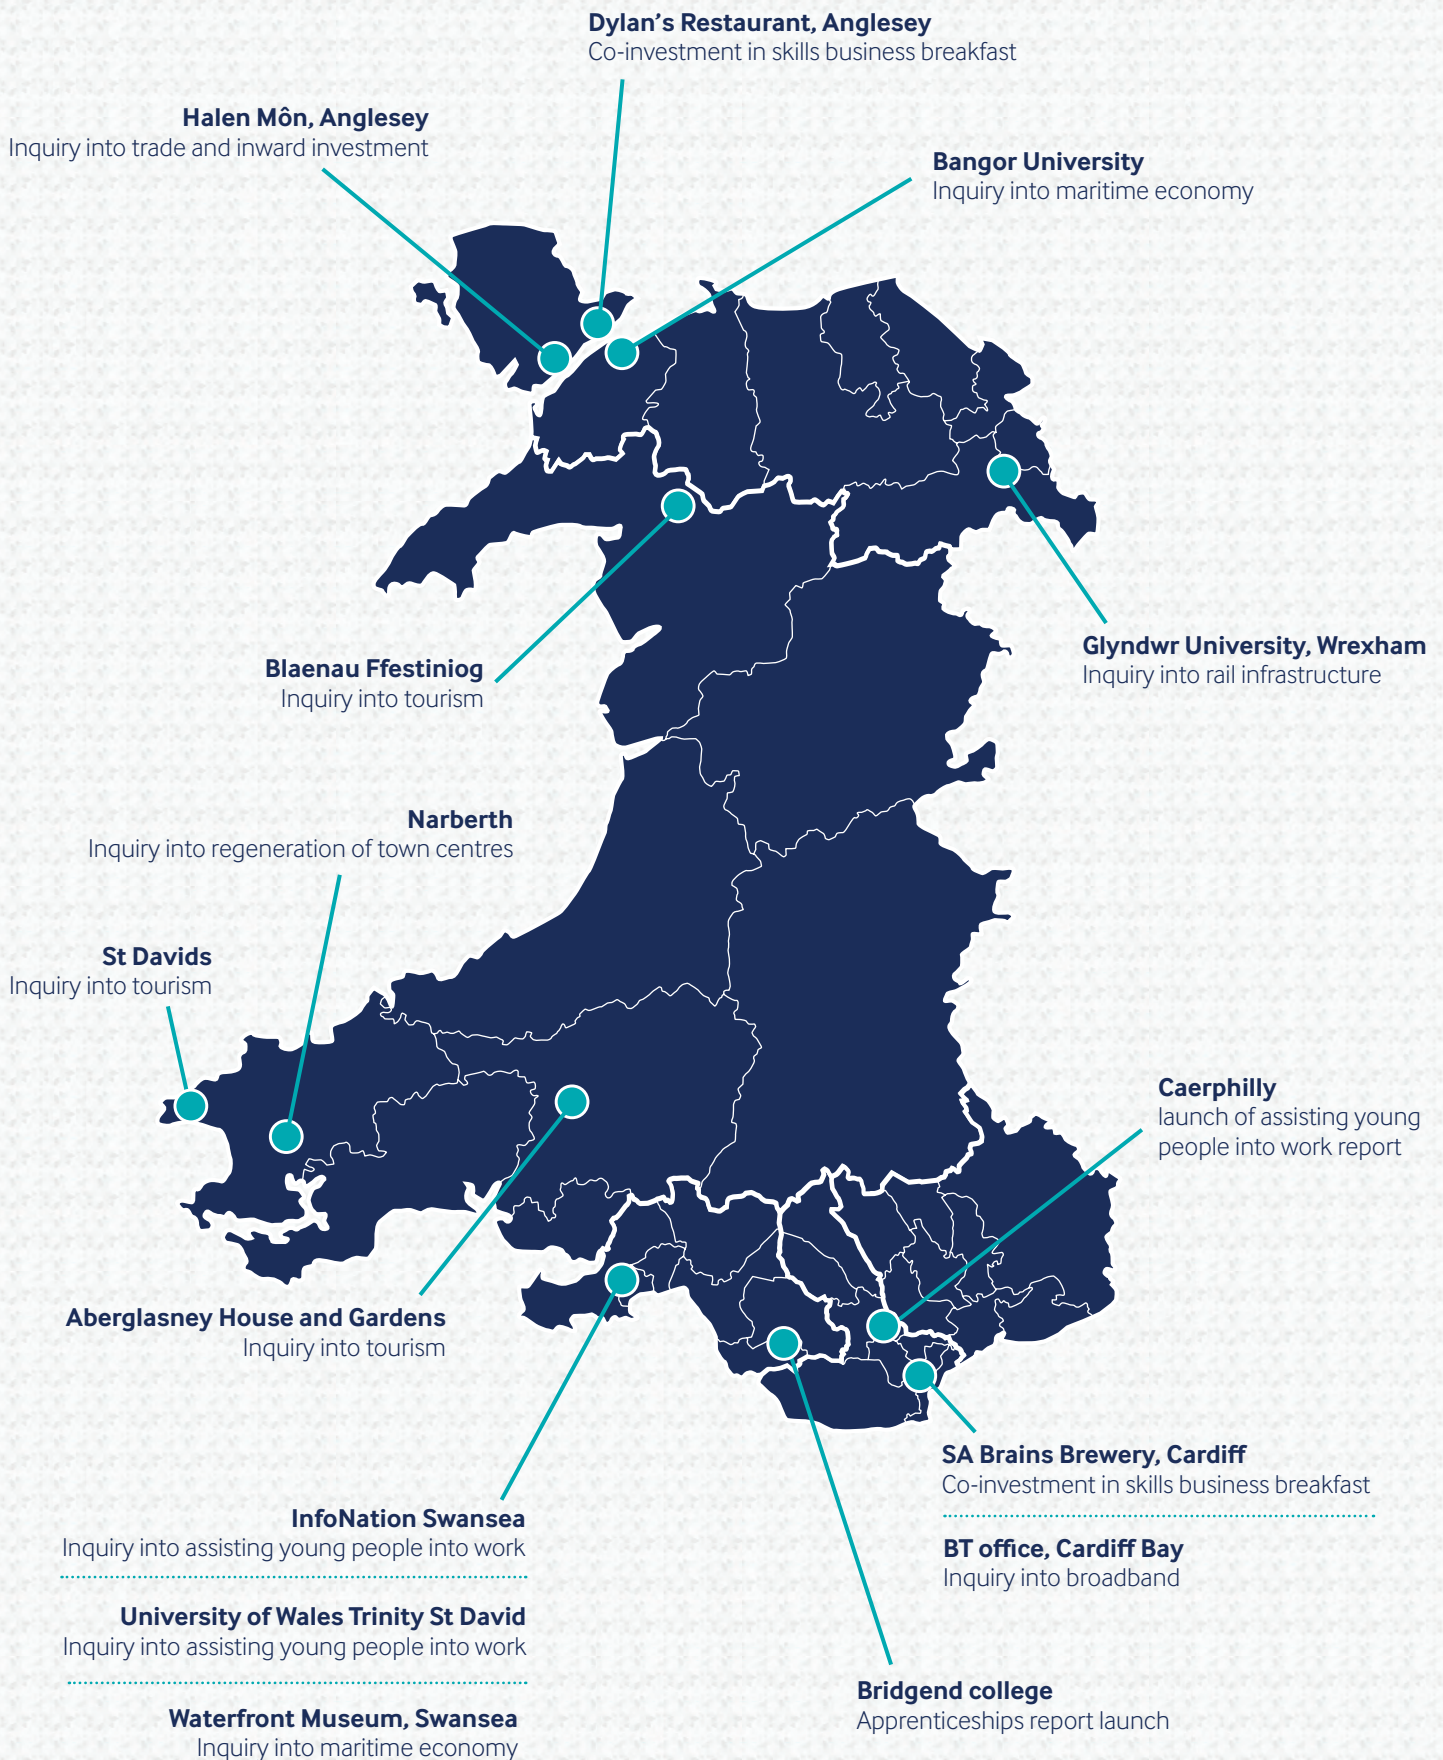 Dylan's Restaurant, Anglesey
Co-investment in skills business breakfast
Halen Môn, Anglesey
Inquiry into trade and inward investment
Bangor University
Inquiry into maritime economy
Glyndwr University, Wrexham
Inquiry into rail infrastructure
Blaenau Ffestiniog
Inquiry into tourism
Narberth
Inquiry into regeneration of town centres
St Davids
Inquiry into tourism
Caerphilly
launch of assisting young
people into work report
Aberglasney House and Gardens
Inquiry into tourism
SA Brains Brewery, Cardiff
Co-investment in skills business breakfast
BT office, Cardiff Bay
Inquiry into broadband
InfoNation Swansea
Inquiry into assisting young people into work
University of Wales Trinity St David
Inquiry into assisting young people into work
Waterfront Museum, Swansea
Inquiry into maritime economy
Bridgend college
Apprenticeships report launch